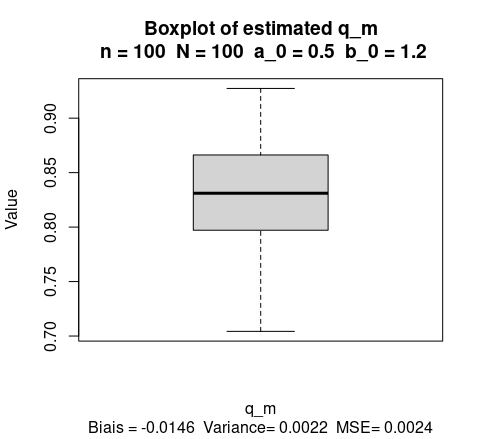 Boxplot of estimated q_m
n = 100  N = 100  a_0 = 0.5  b_0 = 1.2
0.90
0.85
0.80
0.75
0.70
Value
q_m
Biais = -0.0146  Variance= 0.0022  MSE= 0.0024